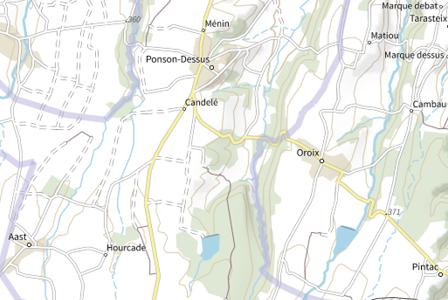 Marque debat
Tarasteix
.360
Ménin
Matiou
Ponson-Dessus
Marque dessus
Candelé
Cambau
Oroix
.371
Aast
Hourcade
Pintac